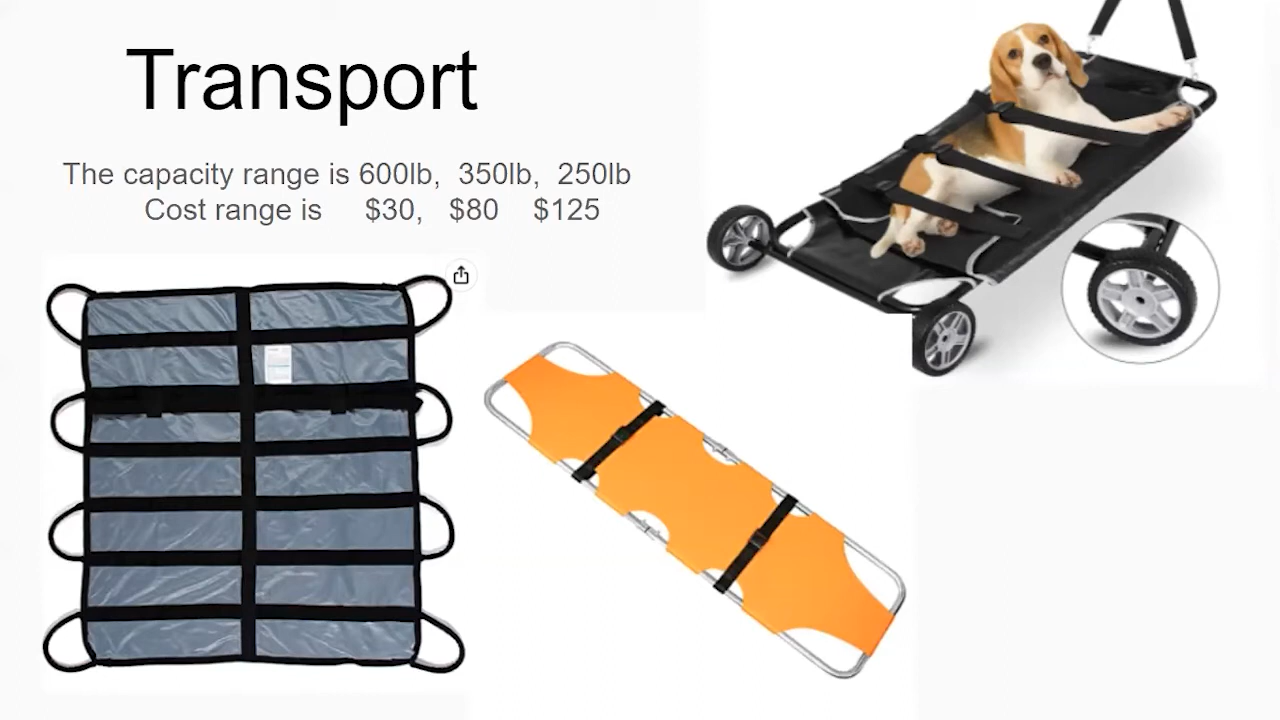 Transport
The capacity range is 600lb, 350lb, 250lb
Cost range is $30, $80 $125